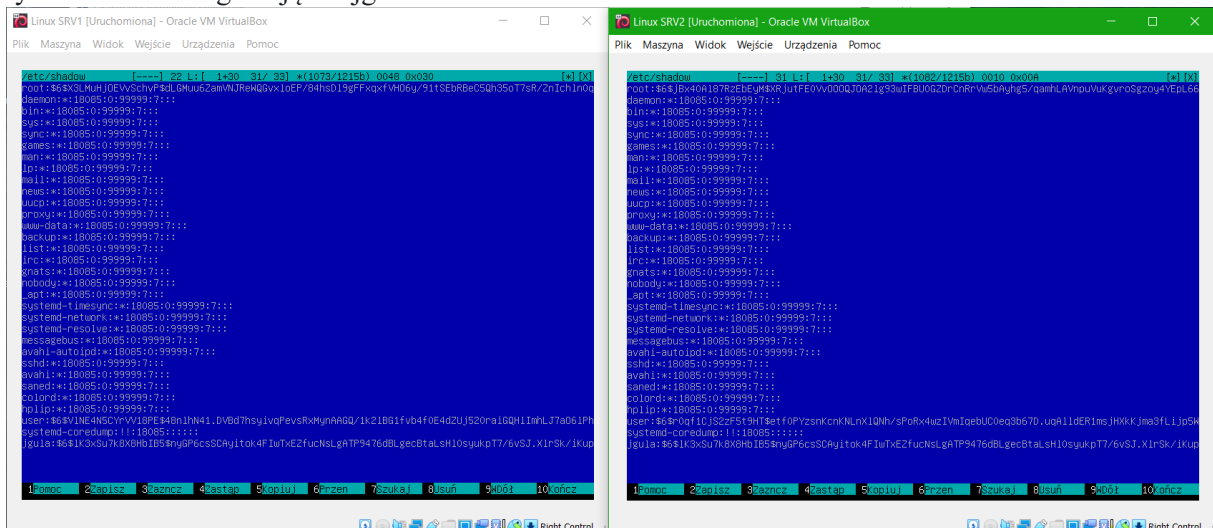 Linux SRV1 [Uruchomiona] - Oracle VM VirtualBox
Plik Maszyna Widok Wejście Urządzenia Pomoc
/etc/shadow [----] 22 L:[ 1+30 31/ 33] *(1073/1215b) 0048 0x030 [*][X]
daemon:*:18085:0:99999:7:::
bin:*:18085:0:99999:7:::
sys:*:18085:0:99999:7:::
sync:*:18085:0:99999:7:::
games:*:18085:0:99999:7:::
man:*:18085:0:99999:7:::
lp:*:18085:0:99999:7:::
mail:*:18085:0:99999:7:::
news:*:18085:0:99999:7:::
uucp:*:18085:0:99999:7:::
proxy:*:18085:0:99999:7:::
www-data:*:18085:0:99999:7:::
backup:*:18085:0:99999:7:::
list:*:18085:0:99999:7:::
irc:*:18085:0:99999:7:::
gnats:*:18085:0:99999:7:::
nobody:*:18085:0:99999:7:::
_apt:*:18085:0:99999:7:::
systemd-timesync:*:18085:0:99999:7:::
systemd-network:*:18085:0:99999:7:::
systemd-resolve:*:18085:0:99999:7:::
messagebus:*:18085:0:99999:7:::
avahi-autoipd:*:18085:0:99999:7:::
sshd:*:18085:0:99999:7:::
avahi:*:18085:0:99999:7:::
saned:*:18085:0:99999:7:::
colord:*:18085:0:99999:7:::
hplip:*:18085:0:99999:7:::
systemd-coredump:!!:18085::::::
1Pomoc 2Zapisz 3Zazncz 4Zastąp 5Kopiuj 6Przen 7Szukaj 8Usuń 9wDół 10Kończ
Right Control
Linux SRV2 [Uruchomiona] - Oracle VM VirtualBox
Plik Maszyna Widok Wejście Urządzenia Pomoc
/etc/shadow [----] 31 L:[ 1+30 31/ 33] *(1082/1215b) 0010 0x00A [*][X]
daemon:*:18085:0:99999:7:::
bin:*:18085:0:99999:7:::
sys:*:18085:0:99999:7:::
sync:*:18085:0:99999:7:::
games:*:18085:0:99999:7:::
man:*:18085:0:99999:7:::
lp:*:18085:0:99999:7:::
mail:*:18085:0:99999:7:::
news:*:18085:0:99999:7:::
uucp:*:18085:0:99999:7:::
proxy:*:18085:0:99999:7:::
www-data:*:18085:0:99999:7:::
backup:*:18085:0:99999:7:::
list:*:18085:0:99999:7:::
irc:*:18085:0:99999:7:::
gnats:*:18085:0:99999:7:::
nobody:*:18085:0:99999:7:::
_apt:*:18085:0:99999:7:::
systemd-timesync:*:18085:0:99999:7:::
systemd-network:*:18085:0:99999:7:::
systemd-resolve:*:18085:0:99999:7:::
messagebus:*:18085:0:99999:7:::
avahi-autoipd:*:18085:0:99999:7:::
sshd:*:18085:0:99999:7:::
avahi:*:18085:0:99999:7:::
saned:*:18085:0:99999:7:::
colord:*:18085:0:99999:7:::
hplip:*:18085:0:99999:7:::
systemd-coredump:!!:18085::::::
1Pomoc 2Zapisz 3Zazncz 4Zastąp 5Kopiuj 6Przen 7Szukaj 8Usuń 9wDół 10Kończ
Right Control